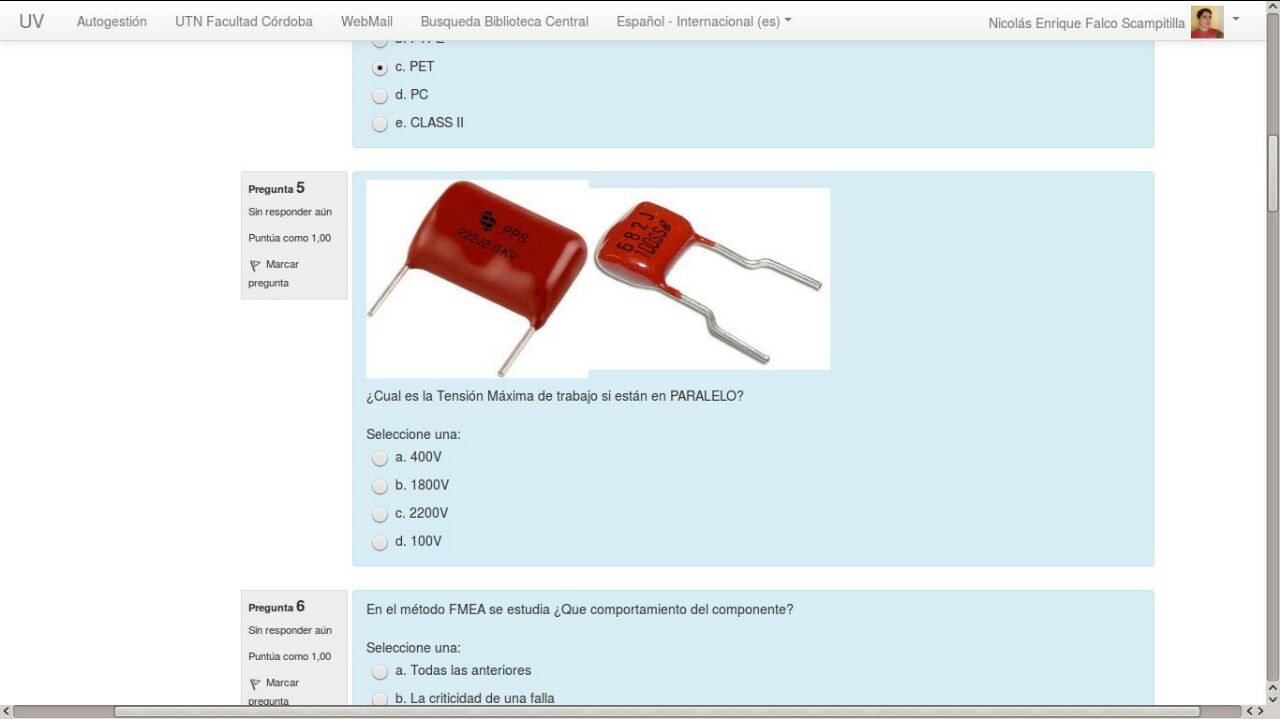 UV Autogestión UTN Facultad Córdoba WebMail Busqueda Biblioteca Central Español - Internacional (es) Nicolás Enrique Falco Scampitilla
c. PET
d. PC
e. CLASS II
Pregunta 5
Sin responder aún
Puntúa como 1,00
Marcar
pregunta
PPS
222J2.0 KV
682J
100SSg
¿Cual es la Tensión Máxima de trabajo si están en PARALELO?
Seleccione una:
a. 400V
b. 1800V
c. 2200V
d. 100V
Pregunta 6
Sin responder aún
Puntúa como 1,00
Marcar
pregunta
En el método FMEA se estudia ¿Que comportamiento del componente?
Seleccione una:
a. Todas las anteriores
b. La criticidad de una falla